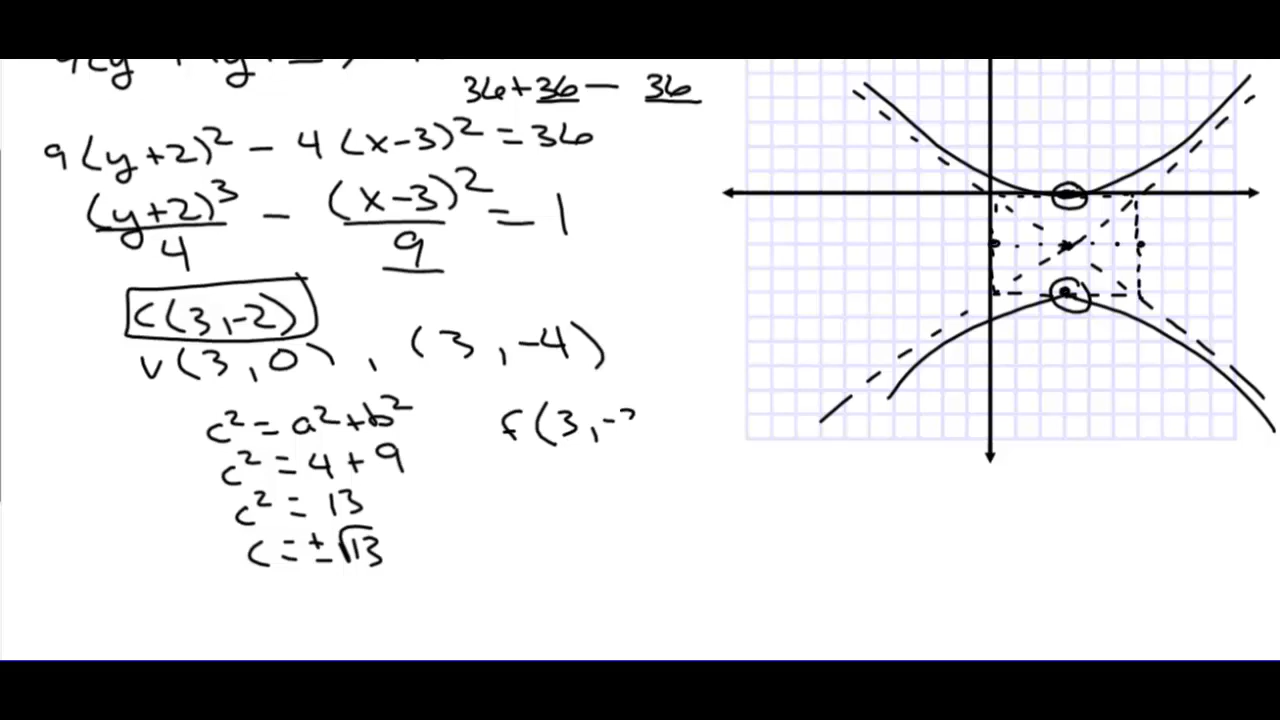 36+36 − 36
9(y+2)² − 4(x−3)² = 36
(y+2)³/4 − (x−3)²/9 = 1
C(3,-2)
V(3,0), (3,-4)
c² = a²+b²
f(3,-2
c² = 4+9
c² = 13
c = ±√13